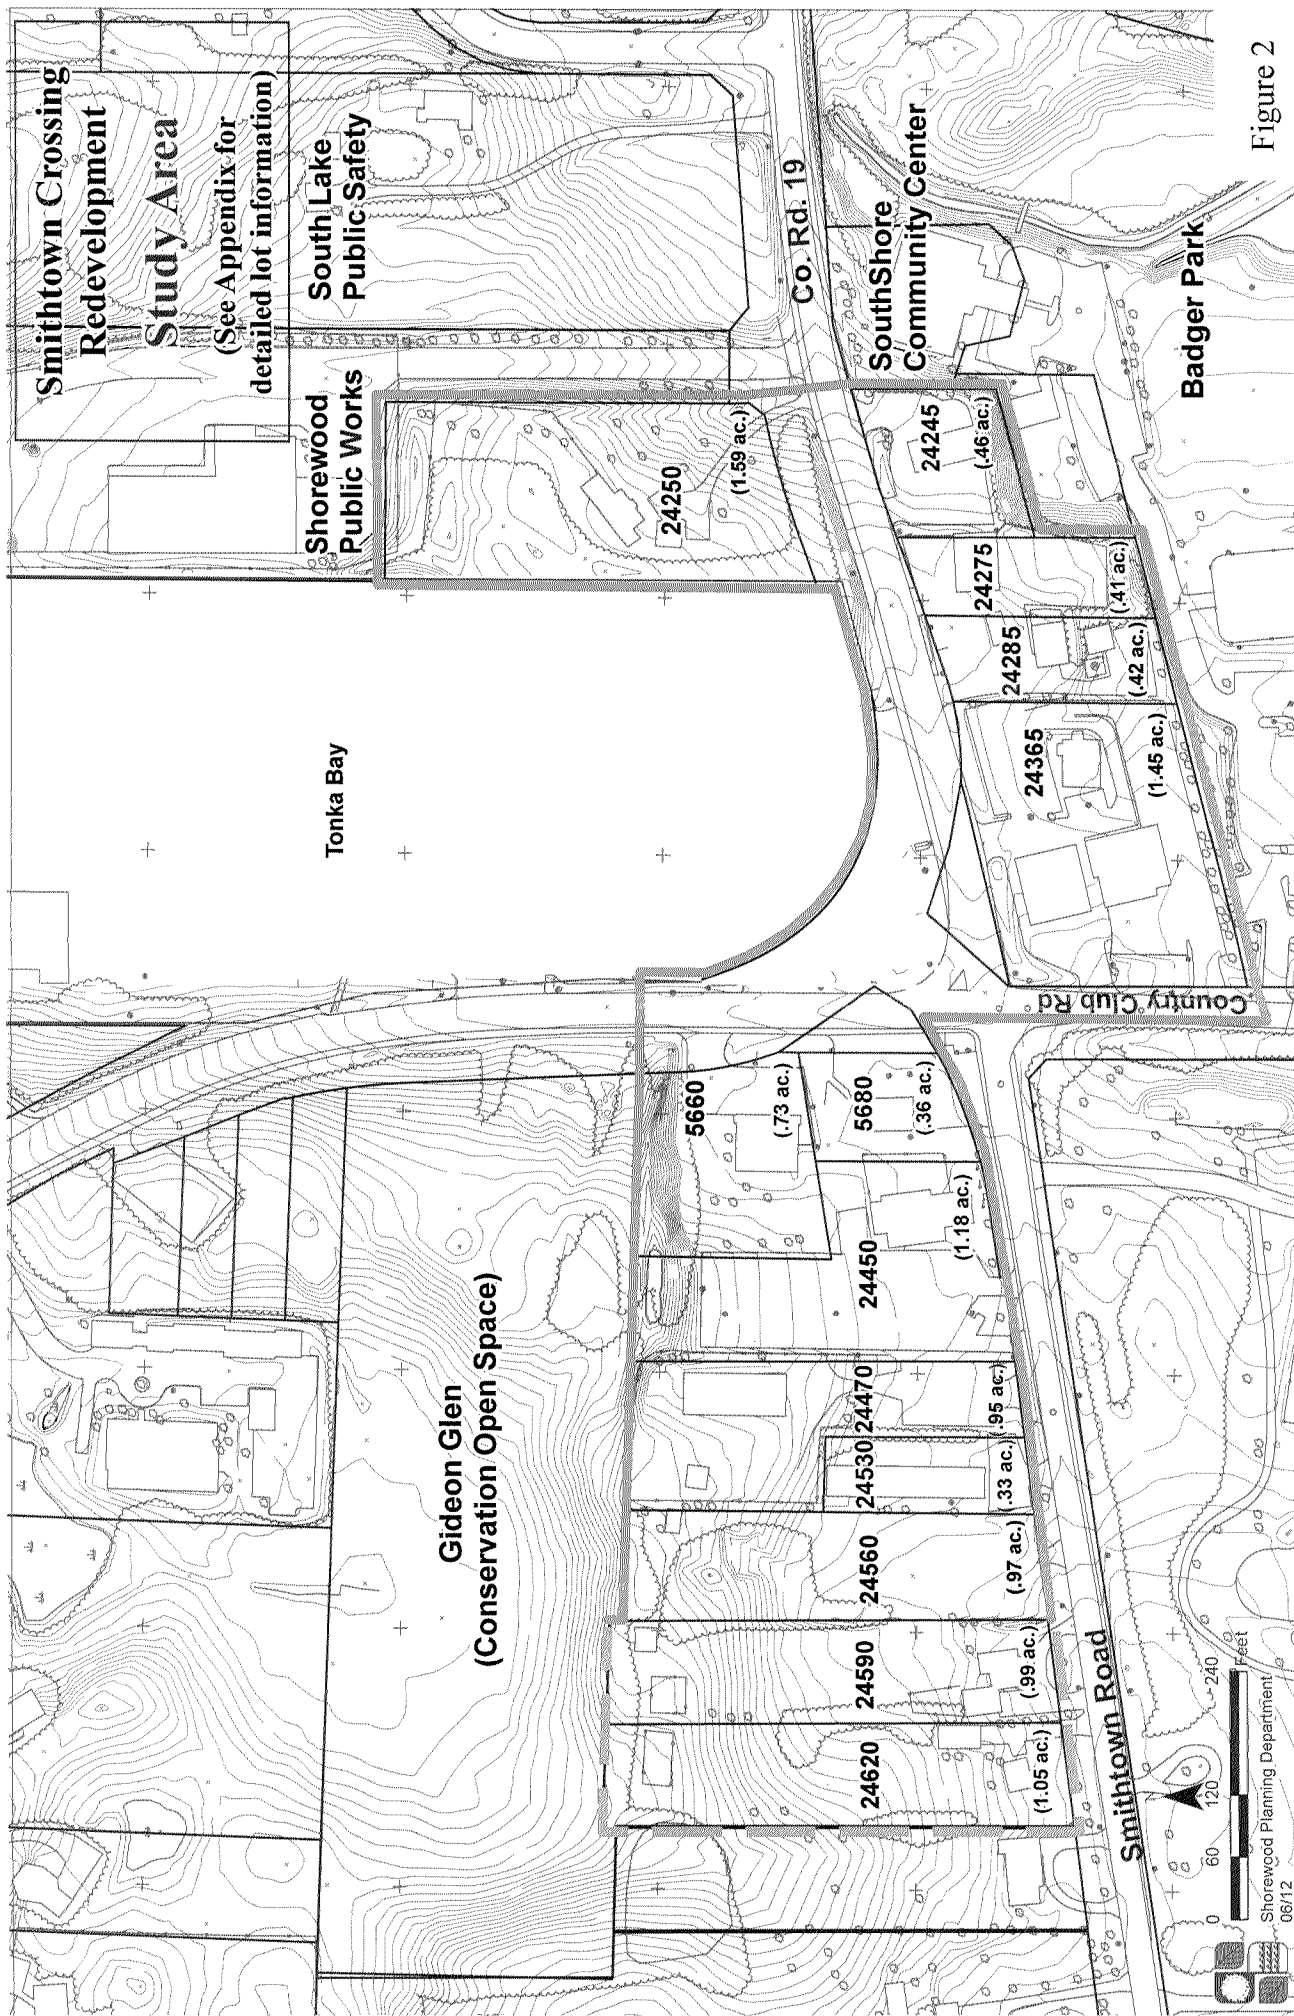 Smithtown Crossing
Redevelopment
Study Area
(See Appendix for
detailed lot information)
South Lake
Public Safety
Shorewood
Public Works
Tonka Bay
Gideon Glen
(Conservation Open Space)
Co. Rd. 19
SouthShore
Community Center
Badger Park
Country Club Rd
Smithtown Road
24250
(1.59 ac.)
24245
(.46 ac.)
24275
(.41 ac.)
24285
(.42 ac.)
24365
(1.45 ac.)
5660
(.73 ac.)
5680
(.36 ac.)
24450
(1.18 ac.)
24470
(.95 ac.)
24530
(.33 ac.)
24560
(.97 ac.)
24590
(.99 ac.)
24620
(1.05 ac.)
0 60 120 240
Feet
Shorewood Planning Department
06/12
Figure 2